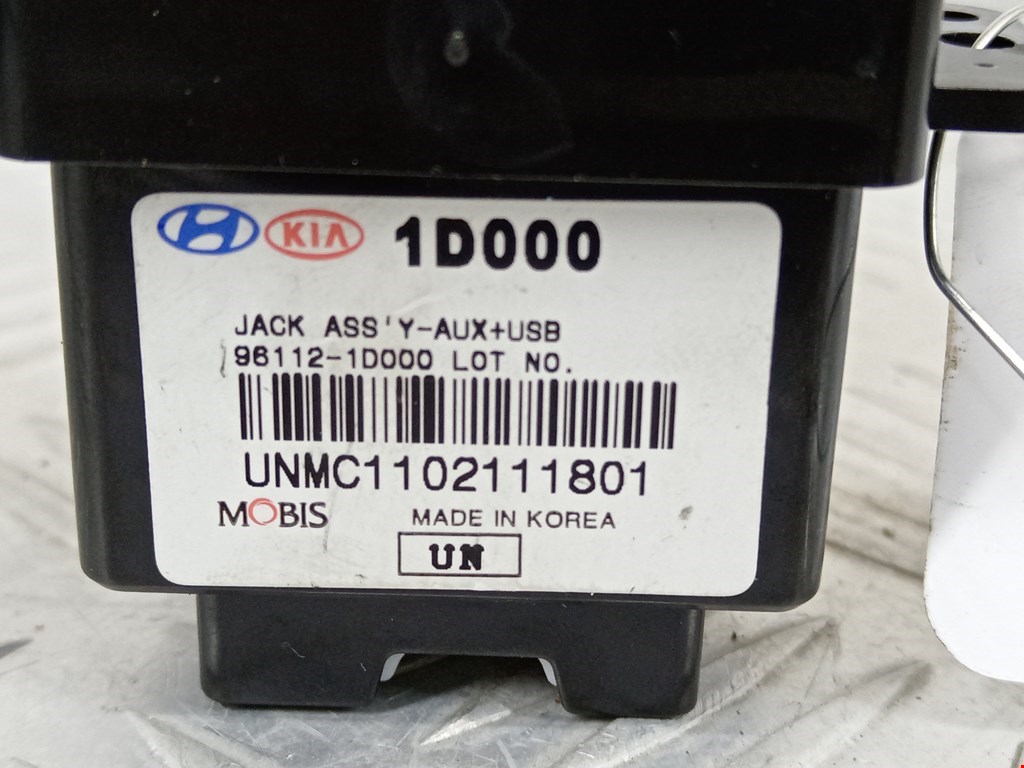 KIA 1D000
JACK ASS'Y-AUX+USB
96112-1D000 LOT NO.
UNMC1102111801
MOBIS MADE IN KOREA
UN